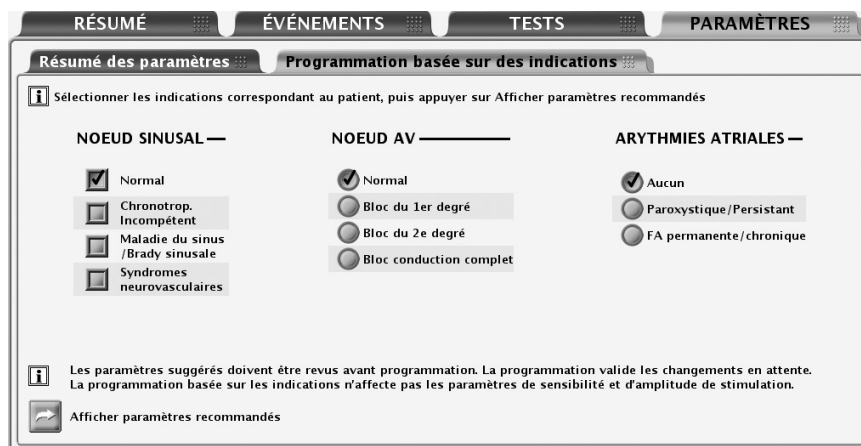 RÉSUMÉ ÉVÉNEMENTS TESTS PARAMÈTRES
Résumé des paramètres Programmation basée sur des indications
i Sélectionner les indications correspondant au patient, puis appuyer sur Afficher paramètres recommandés
NOEUD SINUSAL
Normal
Chronotrop.
Incompétent
Maladie du sinus
/Brady sinusale
Syndromes
neurovasculaires
NOEUD AV
Normal
Bloc du 1er degré
Bloc du 2e degré
Bloc conduction complet
ARYTHMIES ATRIALES
Aucun
Paroxystique/Persistant
FA permanente/chronique
i Les paramètres suggérés doivent être revus avant programmation. La programmation valide les changements en attente.
La programmation basée sur les indications n'affecte pas les paramètres de sensibilité et d'amplitude de stimulation.
Afficher paramètres recommandés